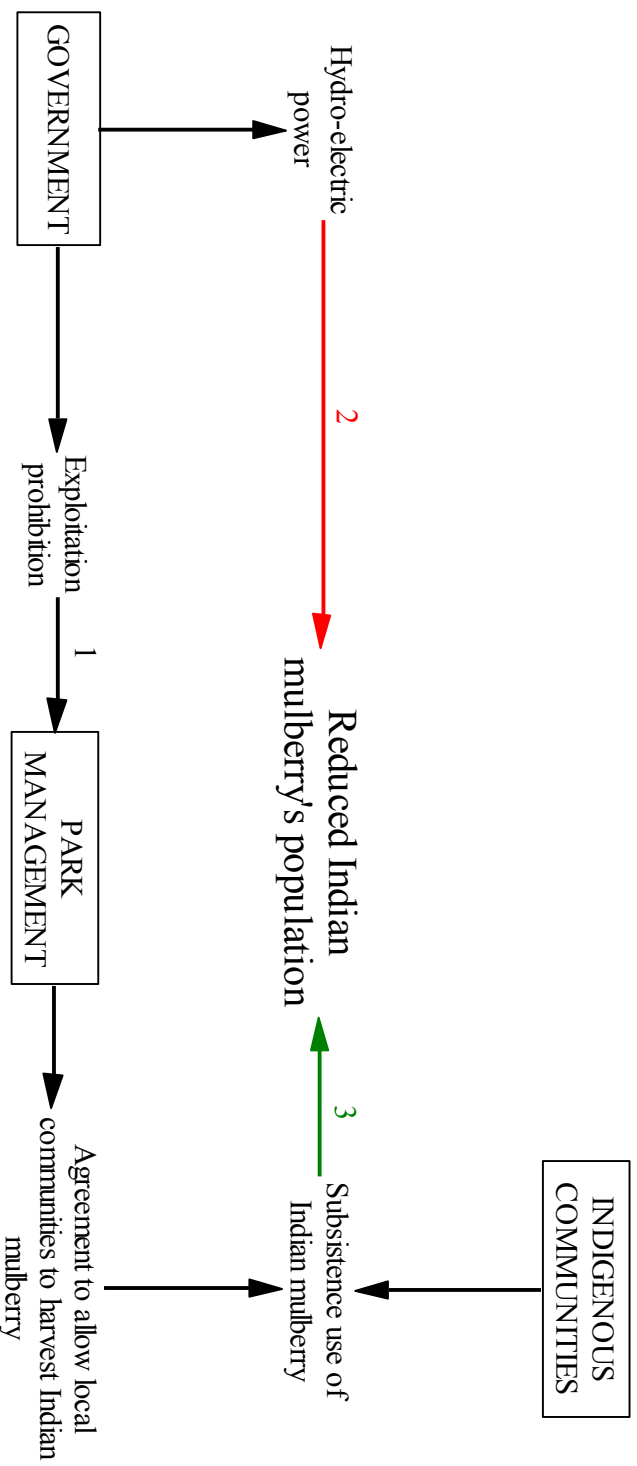 INDIGENOUS
COMMUNITIES
Hydro-electric
power
2
Reduced Indian
mulberry's population
3
Subsistence use of
Indian mulberry
GOVERNMENT
Exploitation
prohibition
1
PARK
MANAGEMENT
Agreement to allow local
communities to harvest Indian
mulberry